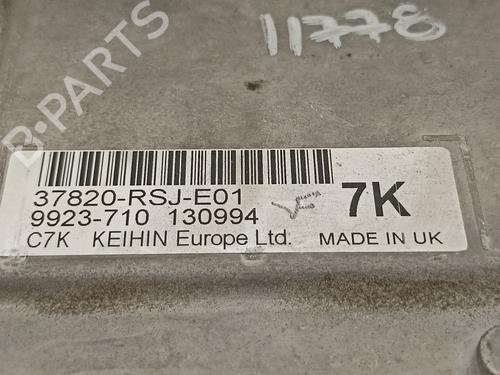 11778
B-PARTS
37820-RSJ-E01
9923-710 130994
7K
C7K KEIHIN Europe Ltd. MADE IN UK